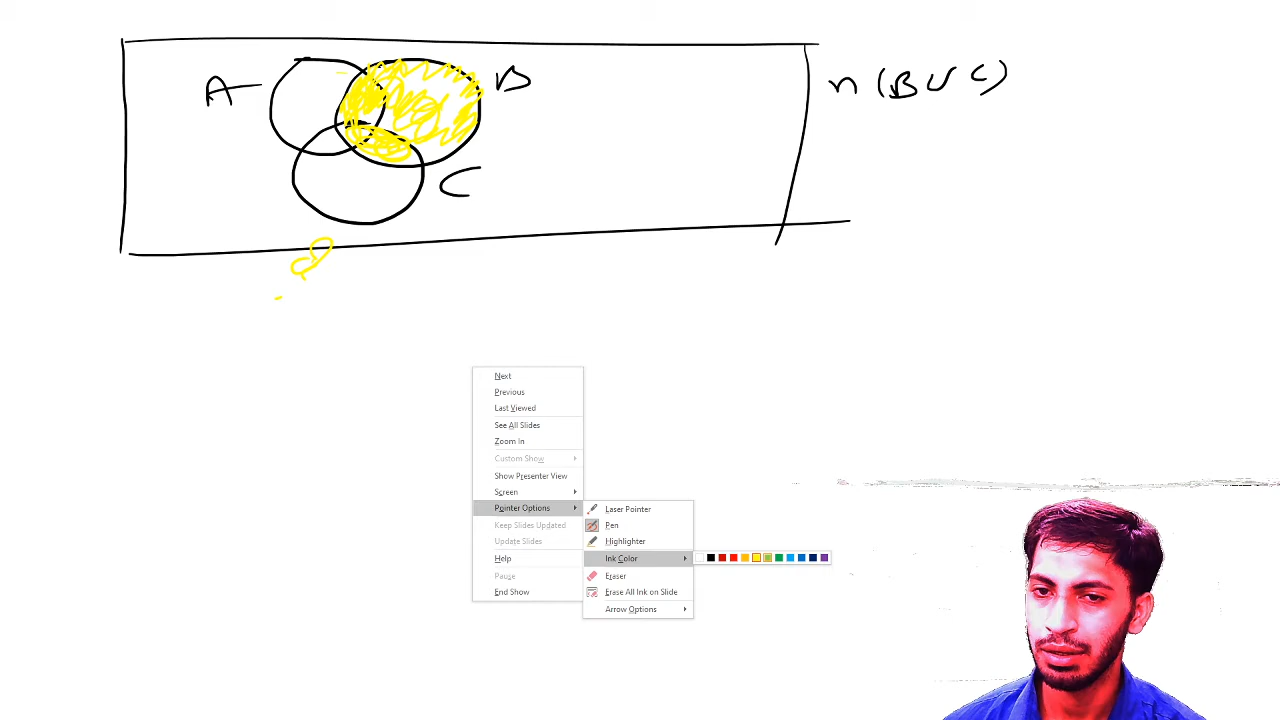 A
B
n (B ∪ C)
C
Next
Previous
Last Viewed
See All Slides
Zoom In
Custom Show
Show Presenter View
Screen
Pointer Options
Keep Slides Updated
Update Slides
Help
Pause
End Show
Laser Pointer
Pen
Highlighter
Ink Color
Eraser
Erase All Ink on Slide
Arrow Options